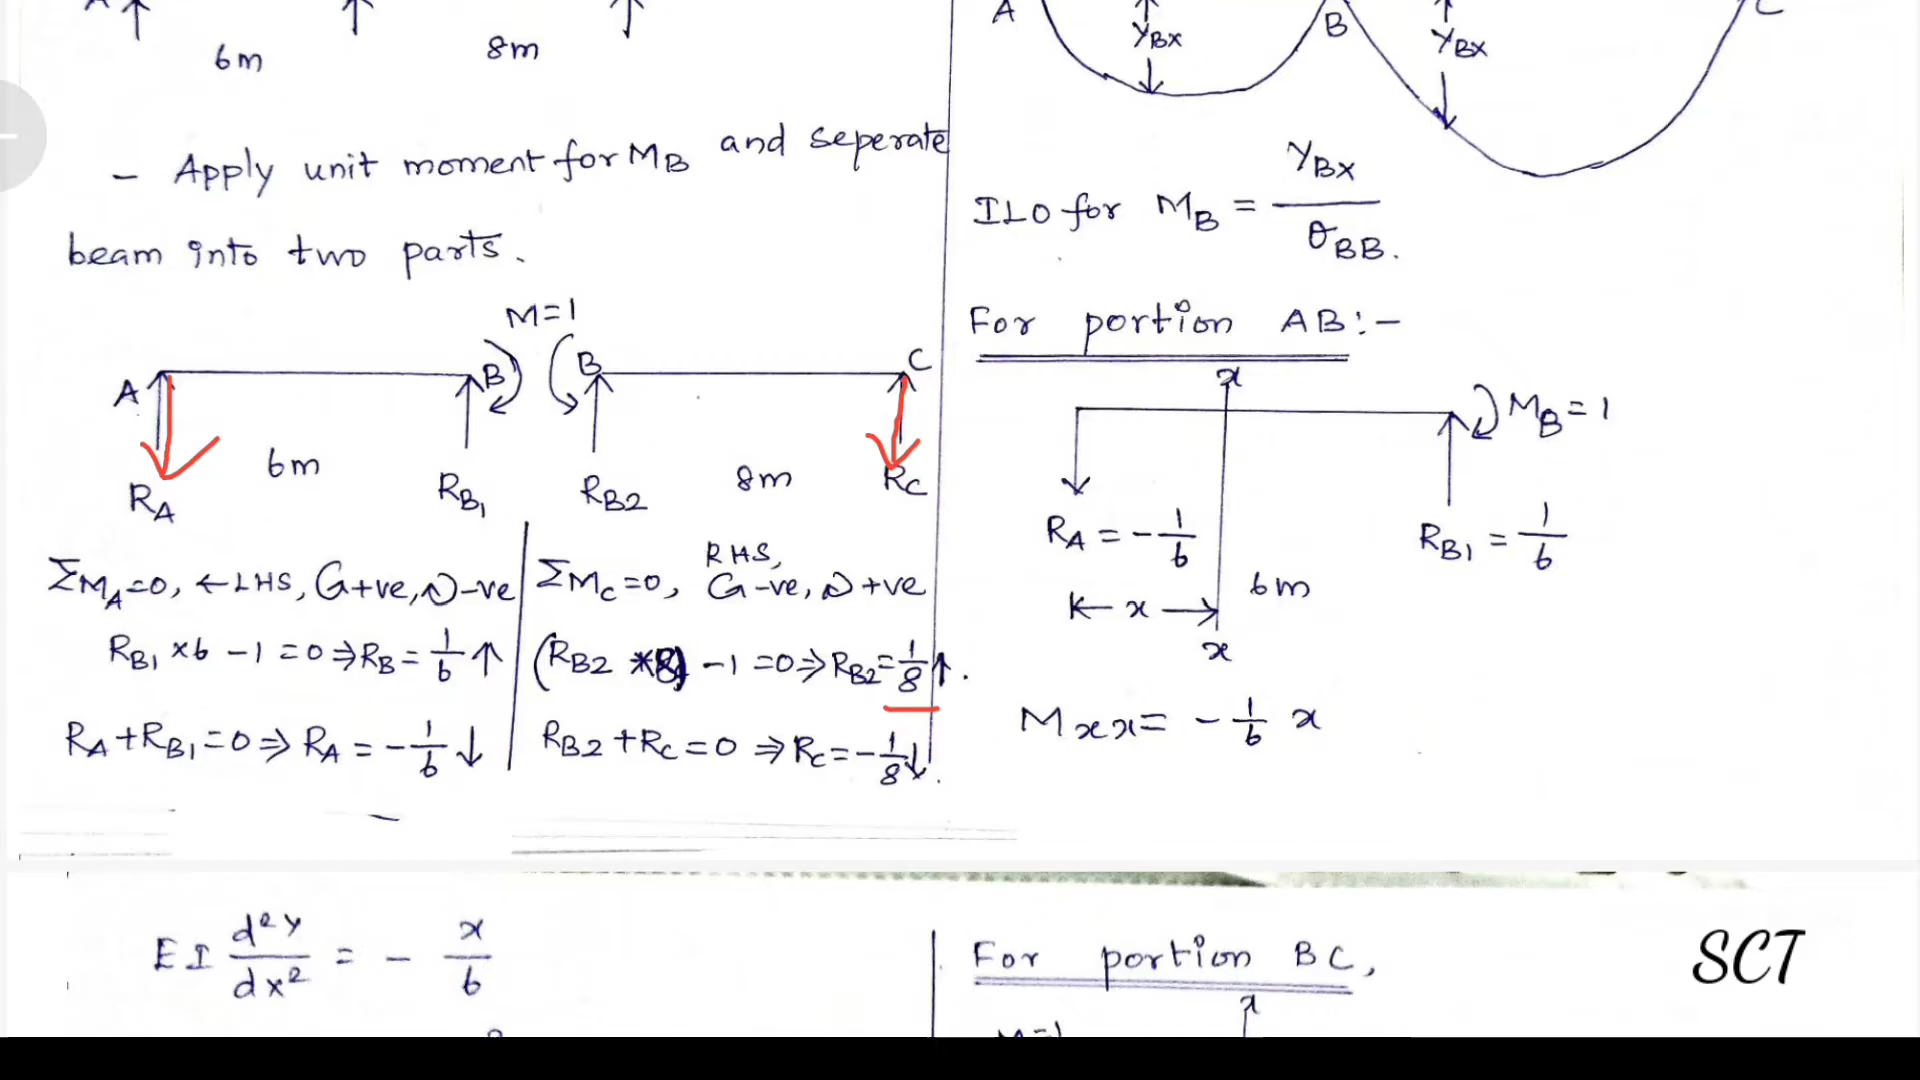 6m 8m
- Apply unit moment for MB and seperate
beam into two parts.
M=1
A B B C
6m 8m
RA RB1 RB2 RC
ΣMA=0, ←LHS, ↺+ve, ↻-ve
RB1 ×6 -1 =0 ⇒ RB = 1/6 ↑
RA+RB1=0 ⇒ RA = -1/6 ↓
RHS,
ΣMC=0, ↺-ve, ↻+ve
(RB2 *8) -1 =0 ⇒ RB2=1/8 ↑.
RB2+RC=0 ⇒ RC=-1/8 ↓.
A B C
YBX YBX
ILO for MB = YBX/θBB.
For portion AB:-
x
MB=1
RA = -1/6 RB1 = 1/6
x 6m
x
Mxx= -1/6 x
EI d²y/dx² = - x/6
For portion BC,
x
M=1
SCT